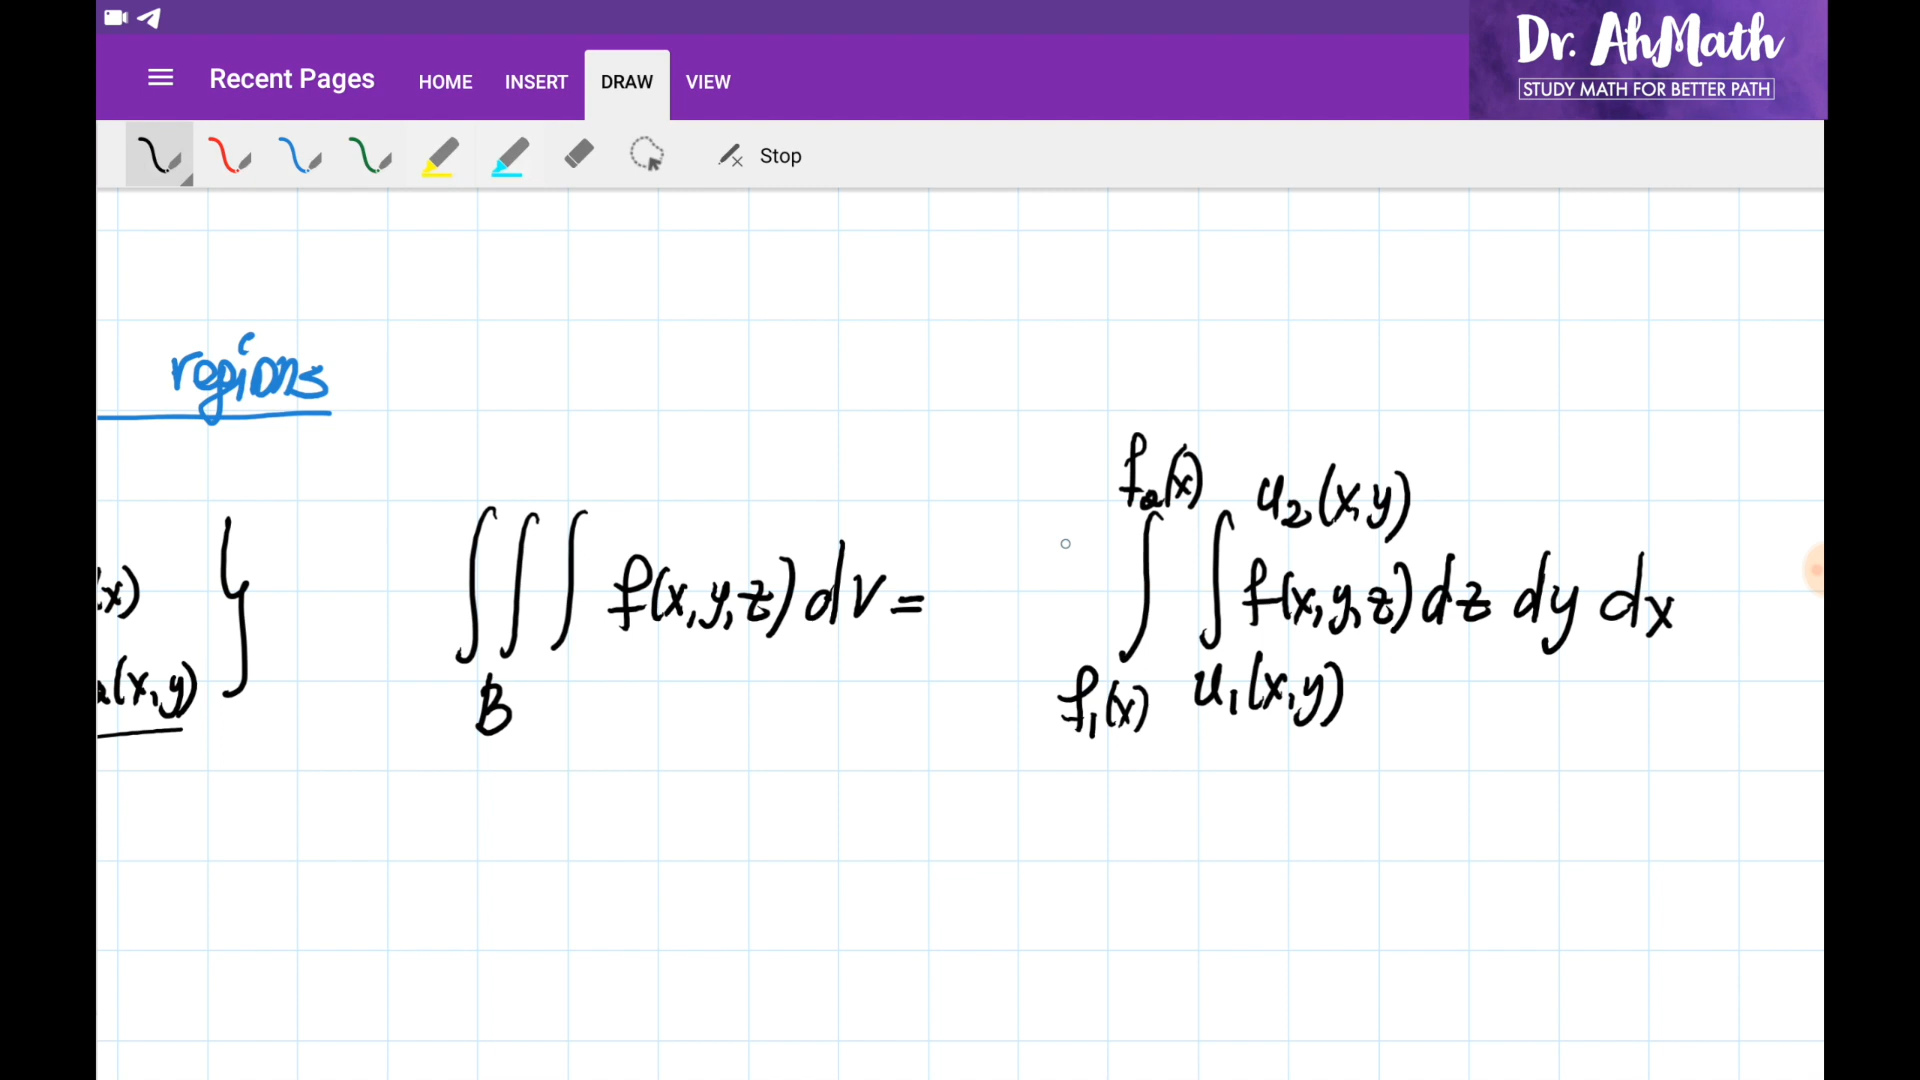 Dr. AhMath
STUDY MATH FOR BETTER PATH
Recent Pages HOME INSERT DRAW VIEW
Stop
regions
(x) }
₂(x,y)
∭ f(x,y,z) dV = ∫ ∫ f(x,y,z) dz dy dx
B
f₂(x) u₂(x,y)
f₁(x) u₁(x,y)